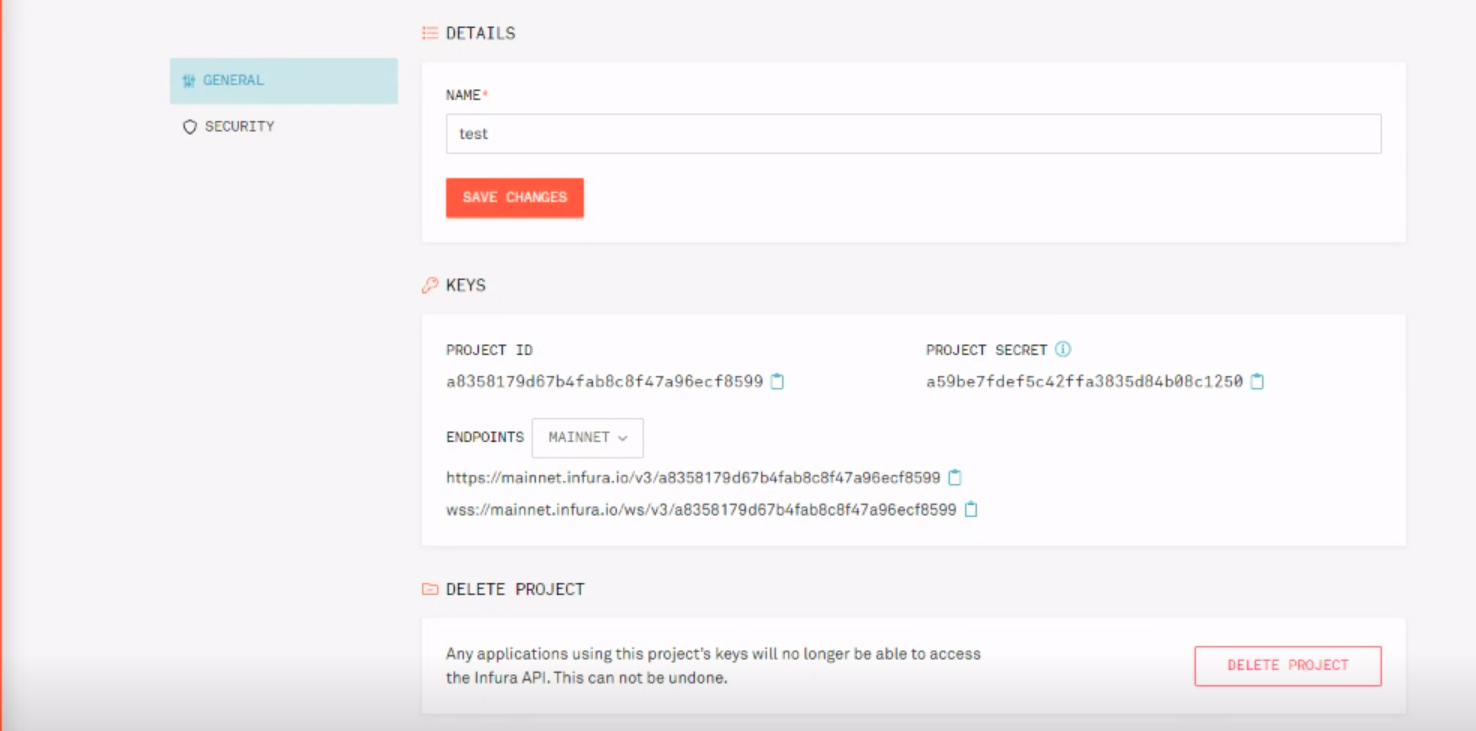 DETAILS
GENERAL
SECURITY
NAME*
test
SAVE CHANGES
KEYS
PROJECT ID
a8358179d67b4fab8c8f47a96ecf8599
PROJECT SECRET
a59be7fdef5c42ffa3835d84b08c1250
ENDPOINTS MAINNET
https://mainnet.infura.io/v3/a8358179d67b4fab8c8f47a96ecf8599
wss://mainnet.infura.io/ws/v3/a8358179d67b4fab8c8f47a96ecf8599
DELETE PROJECT
Any applications using this project's keys will no longer be able to access
the Infura API. This can not be undone.
DELETE PROJECT